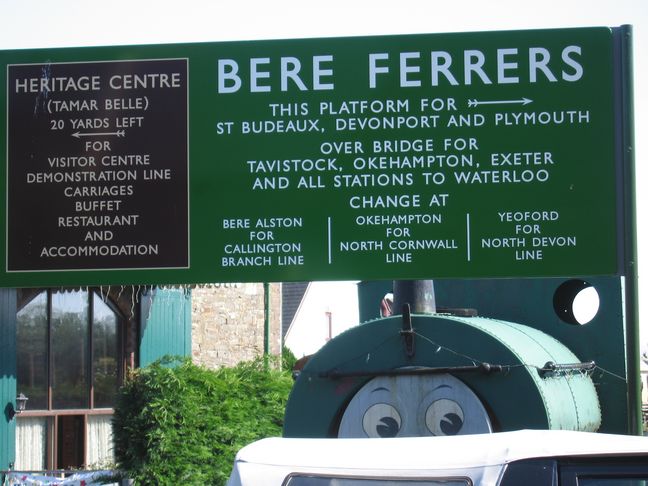 HERITAGE CENTRE
(TAMAR BELLE)
20 YARDS LEFT
FOR
VISITOR CENTRE
DEMONSTRATION LINE
CARRIAGES
BUFFET
RESTAURANT
AND
ACCOMMODATION
BERE FERRERS
THIS PLATFORM FOR
ST BUDEAUX, DEVONPORT AND PLYMOUTH
OVER BRIDGE FOR
TAVISTOCK, OKEHAMPTON, EXETER
AND ALL STATIONS TO WATERLOO
CHANGE AT
BERE ALSTON
FOR
CALLINGTON
BRANCH LINE
OKEHAMPTON
FOR
NORTH CORNWALL
LINE
YEOFORD
FOR
NORTH DEVON
LINE